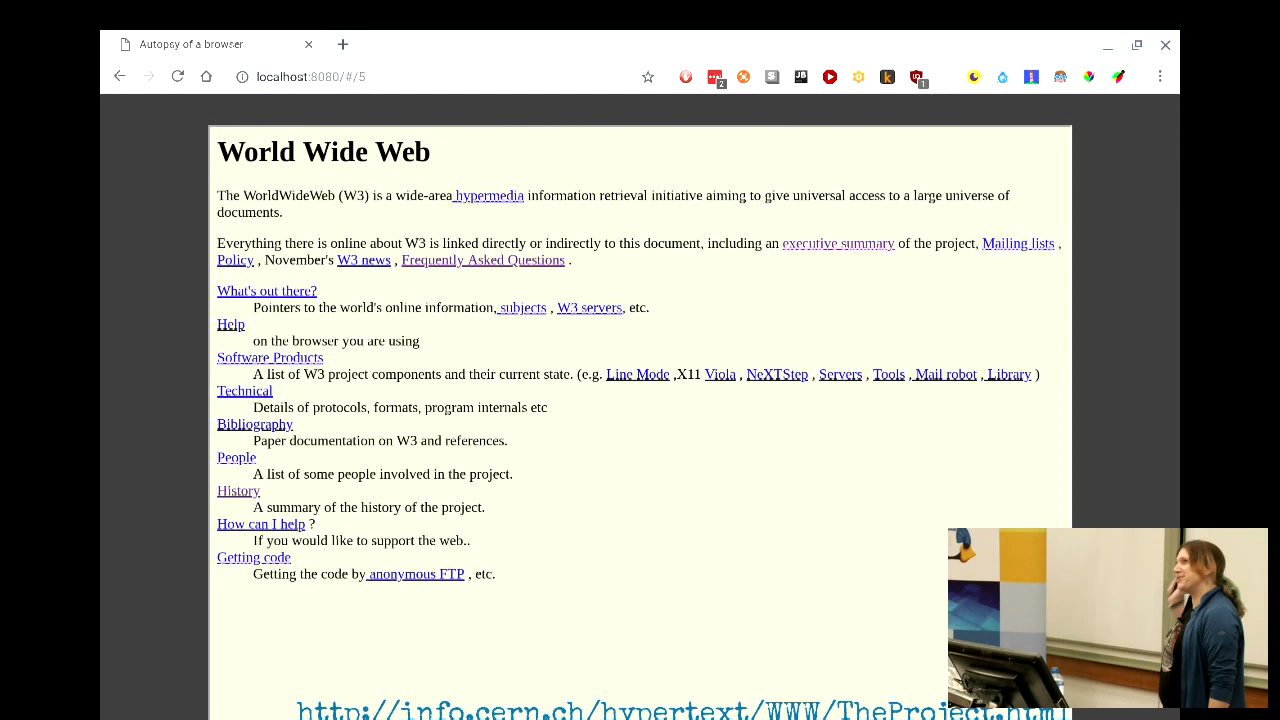 Autopsy of a browser
localhost:8080/#/5
2
JB
k
1
World Wide Web
The WorldWideWeb (W3) is a wide-area hypermedia information retrieval initiative aiming to give universal access to a large universe of
documents.
Everything there is online about W3 is linked directly or indirectly to this document, including an executive summary of the project, Mailing lists ,
Policy , November's W3 news , Frequently Asked Questions .
What's out there?
Pointers to the world's online information, subjects , W3 servers, etc.
Help
on the browser you are using
Software Products
A list of W3 project components and their current state. (e.g. Line Mode ,X11 Viola , NeXTStep , Servers , Tools , Mail robot , Library )
Technical
Details of protocols, formats, program internals etc
Bibliography
Paper documentation on W3 and references.
People
A list of some people involved in the project.
History
A summary of the history of the project.
How can I help ?
If you would like to support the web..
Getting code
Getting the code by anonymous FTP , etc.
http://info.cern.ch/hypertext/WWW/TheProject.html